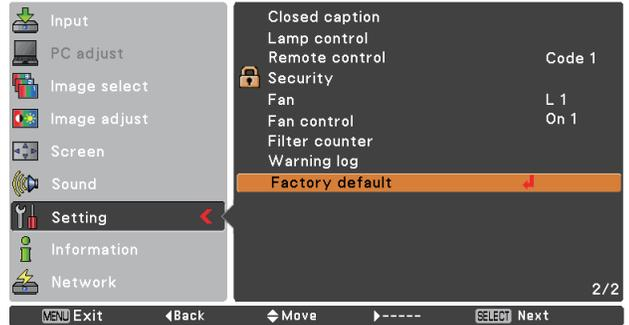 Input
PC adjust
Image select
Image adjust
Screen
Sound
Setting
Information
Network
Closed caption
Lamp control
Remote control Code 1
Security
Fan L 1
Fan control On 1
Filter counter
Warning log
Factory default
2/2
MENU Exit Back Move ----- SELECT Next